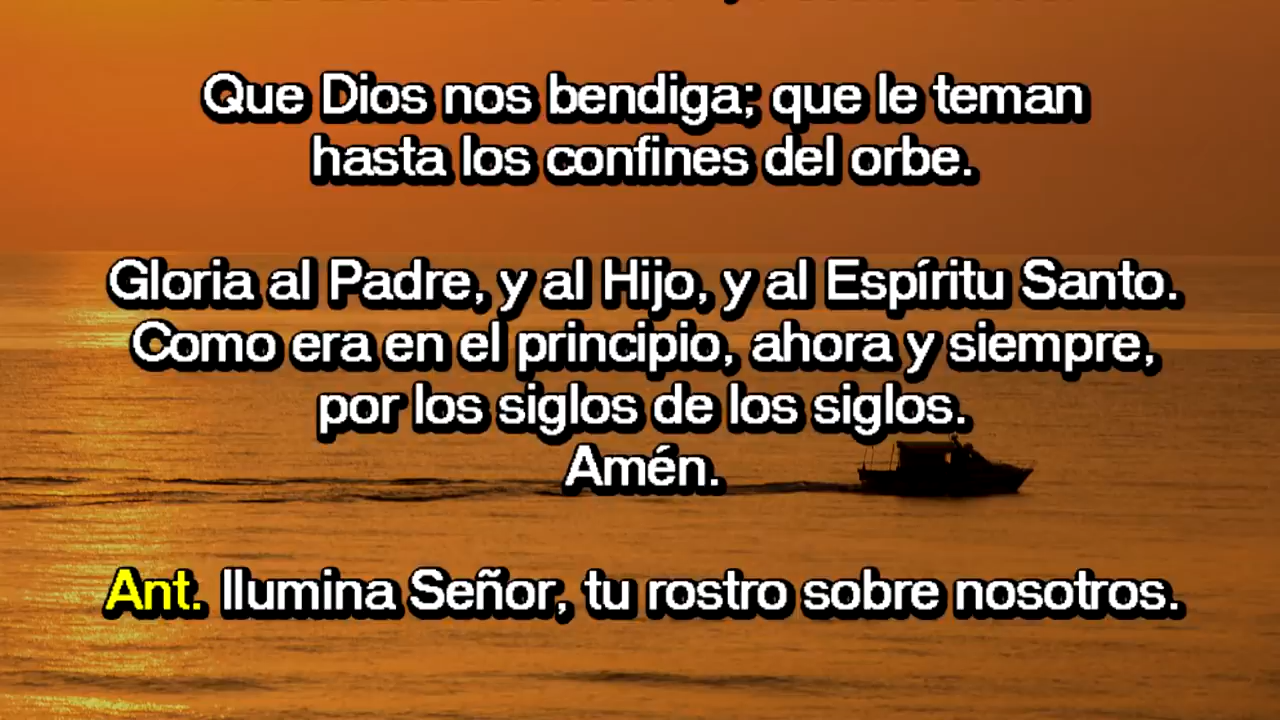 Que Dios nos bendiga; que le teman
hasta los confines del orbe.
Gloria al Padre, y al Hijo, y al Espíritu Santo.
Como era en el principio, ahora y siempre,
por los siglos de los siglos.
Amén.
Ant. Ilumina Señor, tu rostro sobre nosotros.